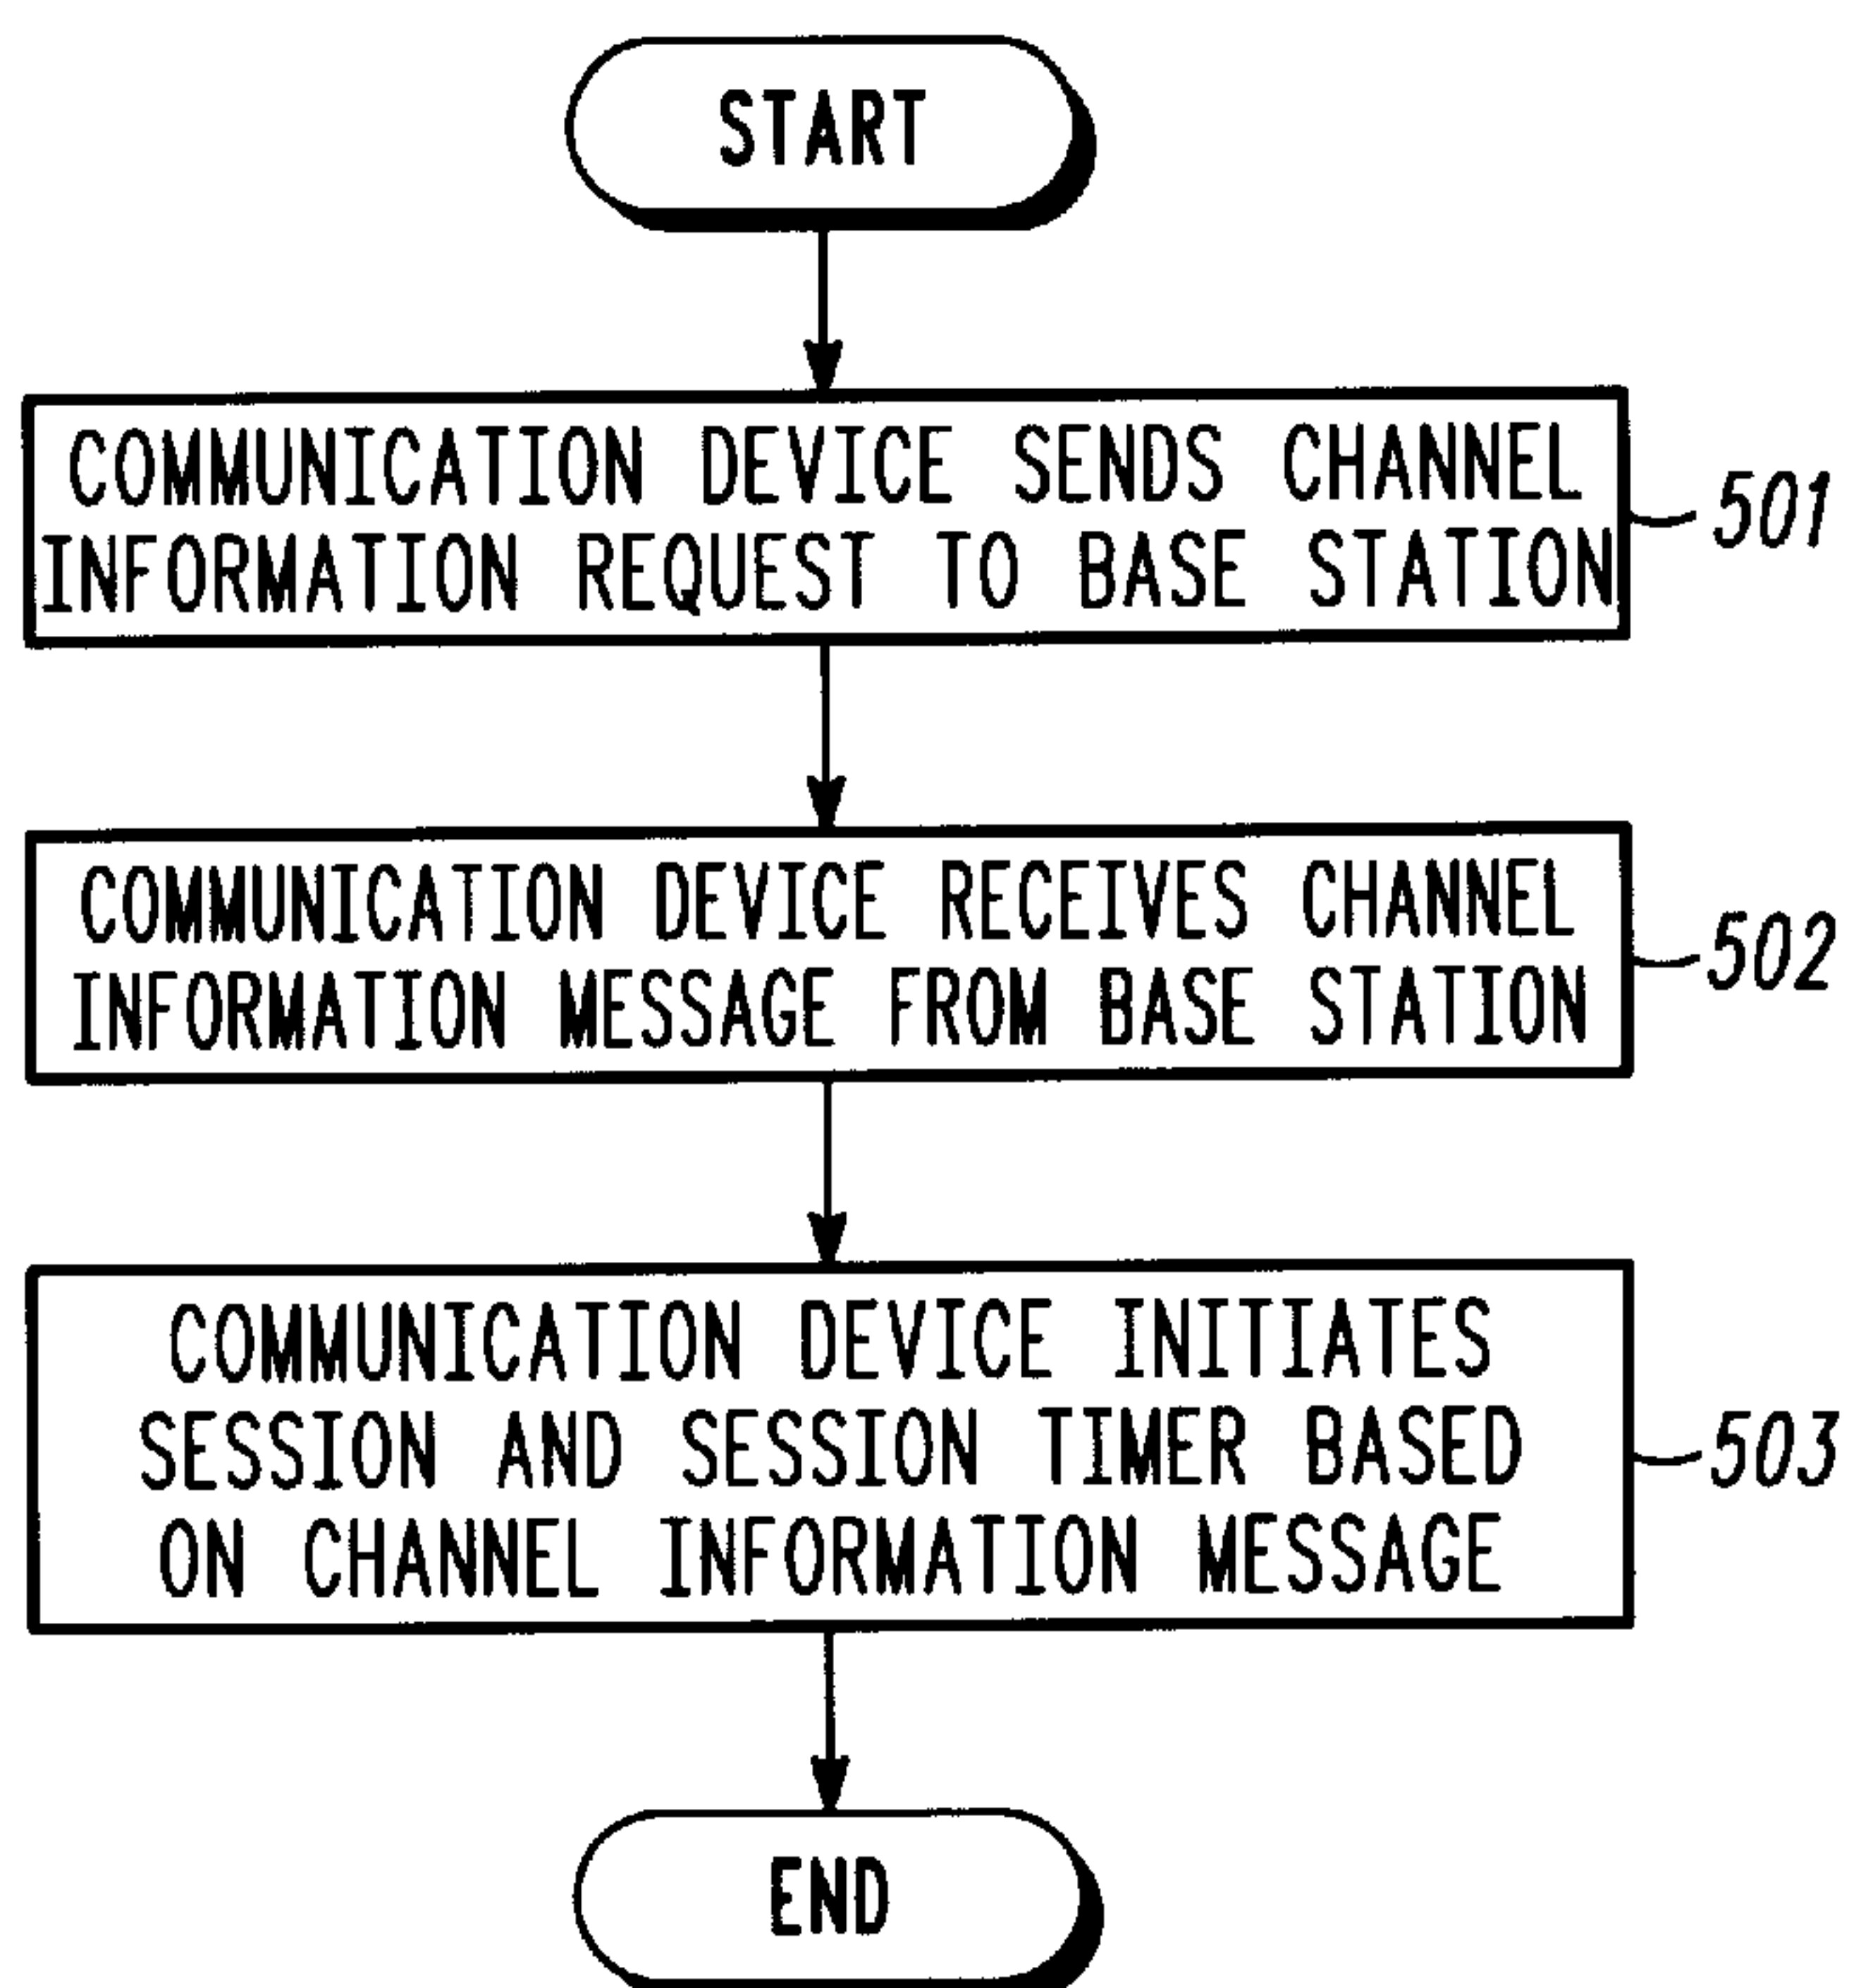 START
COMMUNICATION DEVICE SENDS CHANNEL
INFORMATION REQUEST TO BASE STATION
501
COMMUNICATION DEVICE RECEIVES CHANNEL
INFORMATION MESSAGE FROM BASE STATION
502
COMMUNICATION DEVICE INITIATES
SESSION AND SESSION TIMER BASED
ON CHANNEL INFORMATION MESSAGE
503
END